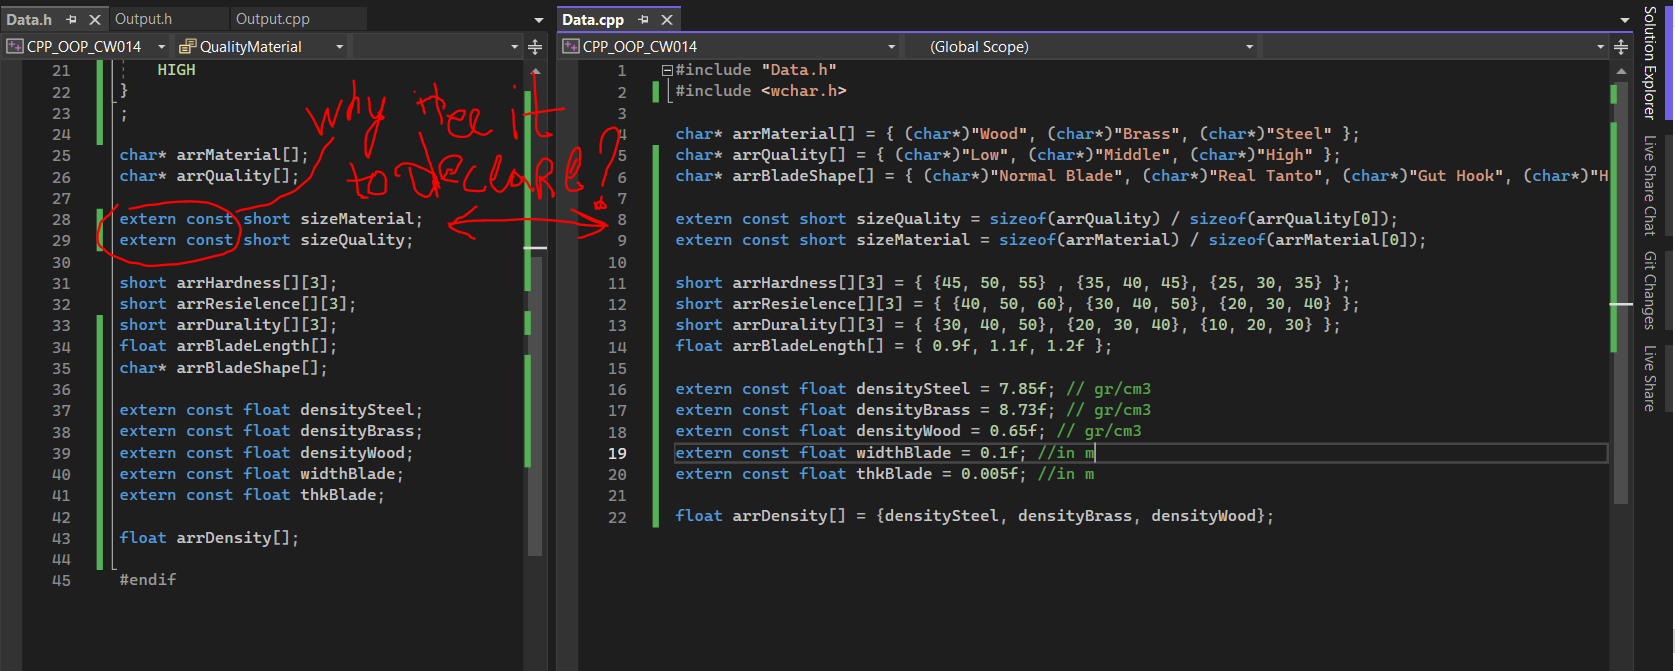 Data.h
Output.h
Output.cpp
CPP_OOP_CW014
QualityMaterial
21 HIGH
22 }
23 ;
24
25 char* arrMaterial[];
26 char* arrQuality[];
27
28 extern const short sizeMaterial;
29 extern const short sizeQuality;
30
31 short arrHardness[][3];
32 short arrResielence[][3];
33 short arrDurality[][3];
34 float arrBladeLength[];
35 char* arrBladeShape[];
36
37 extern const float densitySteel;
38 extern const float densityBrass;
39 extern const float densityWood;
40 extern const float widthBlade;
41 extern const float thkBlade;
42
43 float arrDensity[];
44
45 #endif
why
it
to DEcLaRE?
Data.cpp
CPP_OOP_CW014
(Global Scope)
1 #include "Data.h"
2 #include <wchar.h>
3
4 char* arrMaterial[] = { (char*)"Wood", (char*)"Brass", (char*)"Steel" };
5 char* arrQuality[] = { (char*)"Low", (char*)"Middle", (char*)"High" };
6 char* arrBladeShape[] = { (char*)"Normal Blade", (char*)"Real Tanto", (char*)"Gut Hook", (char*)"H
7
8 extern const short sizeQuality = sizeof(arrQuality) / sizeof(arrQuality[0]);
9 extern const short sizeMaterial = sizeof(arrMaterial) / sizeof(arrMaterial[0]);
10
11 short arrHardness[][3] = { {45, 50, 55} , {35, 40, 45}, {25, 30, 35} };
12 short arrResielence[][3] = { {40, 50, 60}, {30, 40, 50}, {20, 30, 40} };
13 short arrDurality[][3] = { {30, 40, 50}, {20, 30, 40}, {10, 20, 30} };
14 float arrBladeLength[] = { 0.9f, 1.1f, 1.2f };
15
16 extern const float densitySteel = 7.85f; // gr/cm3
17 extern const float densityBrass = 8.73f; // gr/cm3
18 extern const float densityWood = 0.65f; // gr/cm3
19 extern const float widthBlade = 0.1f; //in m
20 extern const float thkBlade = 0.005f; //in m
21
22 float arrDensity[] = {densitySteel, densityBrass, densityWood};
Solution Explorer
Live Share Chat
Git Changes
Live Share